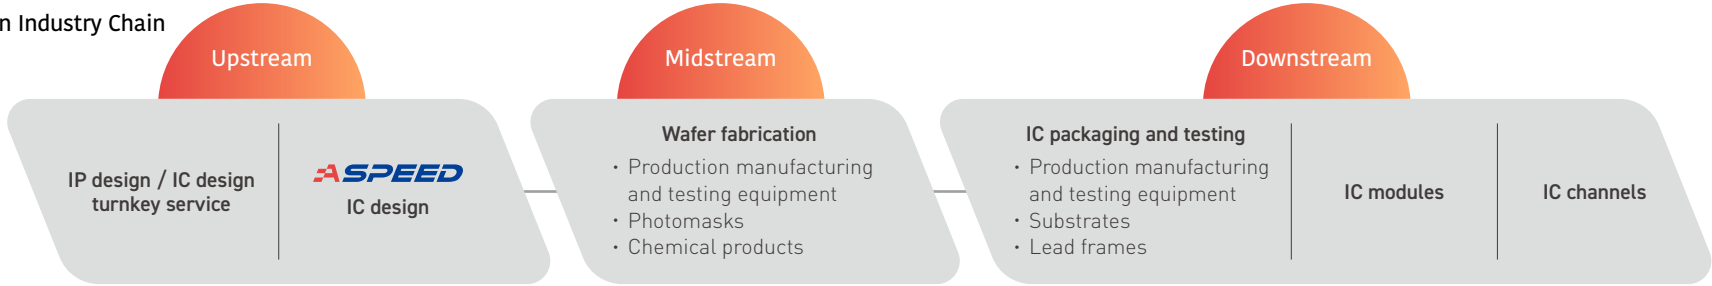 n Industry Chain
Upstream
IP design / IC design
turnkey service
ASPEED
IC design
Midstream
Wafer fabrication
· Production manufacturing
and testing equipment
· Photomasks
· Chemical products
Downstream
IC packaging and testing
· Production manufacturing
and testing equipment
· Substrates
· Lead frames
IC modules
IC channels